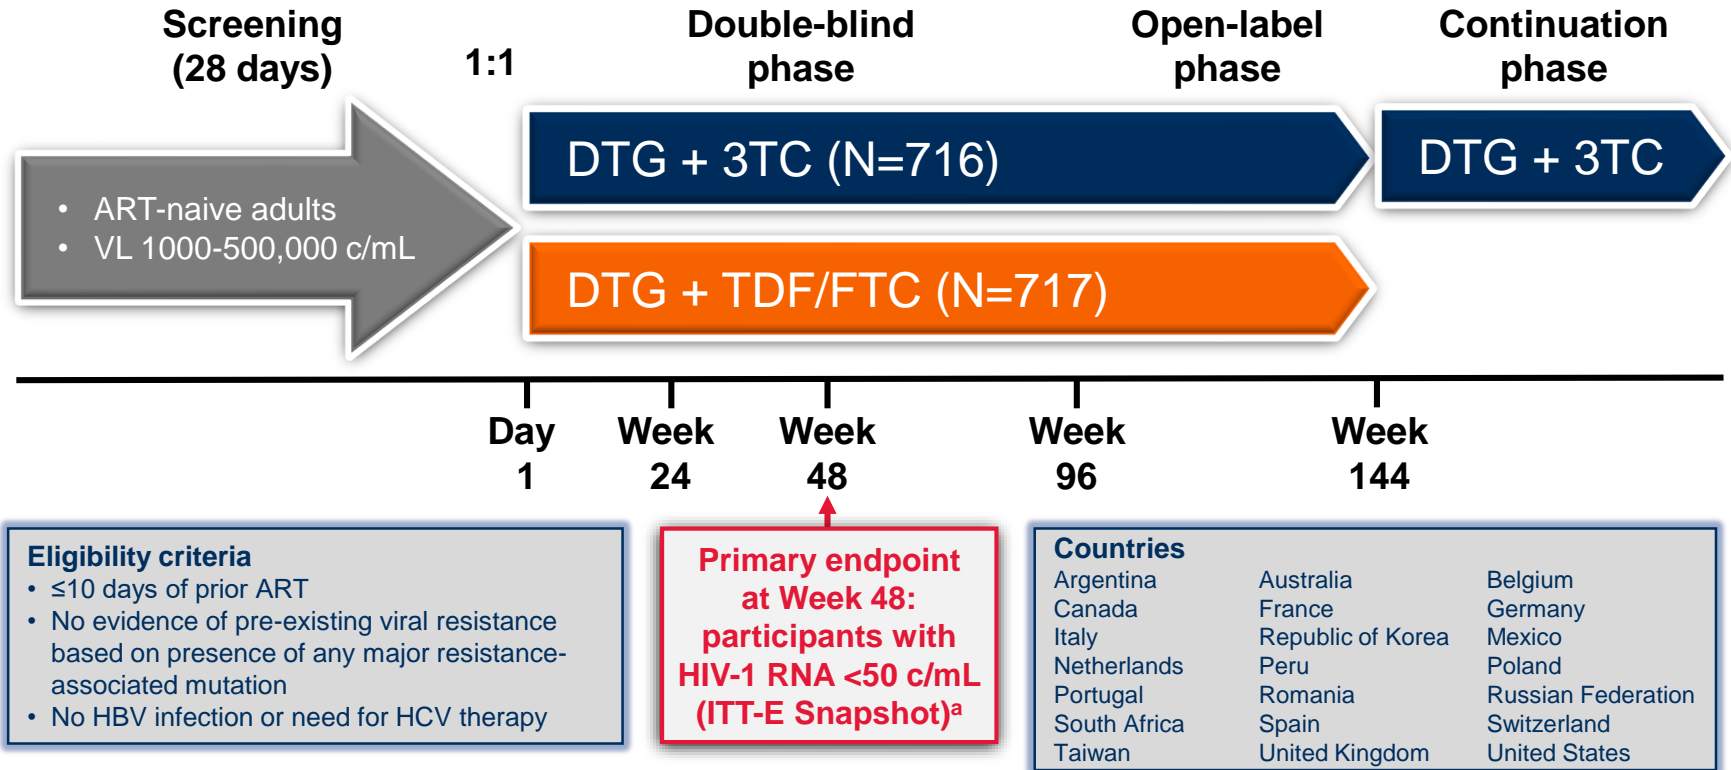 Screening
(28 days)
1:1
Double-blind
phase
Open-label
phase
Continuation
phase
• ART-naive adults
• VL 1000-500,000 c/mL
DTG + 3TC (N=716)
DTG + 3TC
DTG + TDF/FTC (N=717)
Day
1
Week
24
Week
48
Week
96
Week
144
Eligibility criteria
• ≤10 days of prior ART
• No evidence of pre-existing viral resistance
based on presence of any major resistance-
associated mutation
• No HBV infection or need for HCV therapy
Primary endpoint
at Week 48:
participants with
HIV-1 RNA <50 c/mL
(ITT-E Snapshot)ᵃ
Countries
Argentina Australia Belgium
Canada France Germany
Italy Republic of Korea Mexico
Netherlands Peru Poland
Portugal Romania Russian Federation
South Africa Spain Switzerland
Taiwan United Kingdom United States